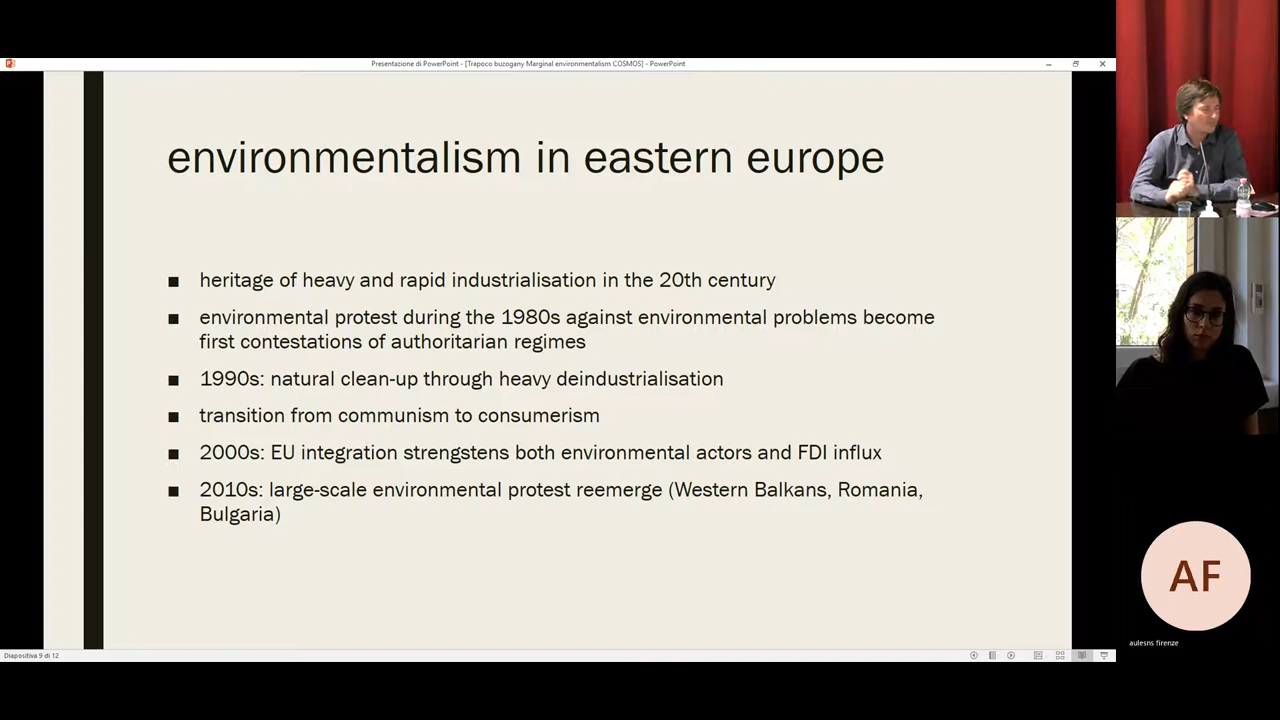 Presentazione di PowerPoint - [Trapoco buzogany Marginal environmentalism COSMOS] - PowerPoint
environmentalism in eastern europe
■ heritage of heavy and rapid industrialisation in the 20th century
■ environmental protest during the 1980s against environmental problems become
first contestations of authoritarian regimes
■ 1990s: natural clean-up through heavy deindustrialisation
■ transition from communism to consumerism
■ 2000s: EU integration strengstens both environmental actors and FDI influx
■ 2010s: large-scale environmental protest reemerge (Western Balkans, Romania,
Bulgaria)
Diapositiva 9 di 12
AF
aulesns firenze